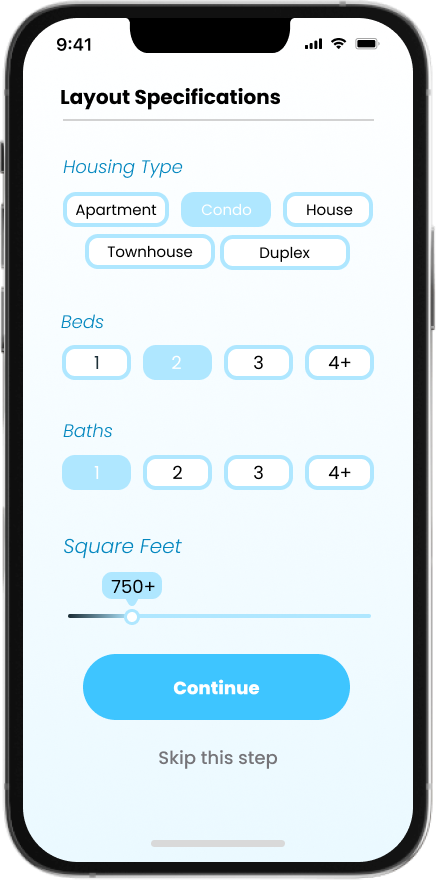 9:41
Layout Specifications
Housing Type
Apartment Condo House
Townhouse Duplex
Beds
1 2 3 4+
Baths
1 2 3 4+
Square Feet
750+
Continue
Skip this step